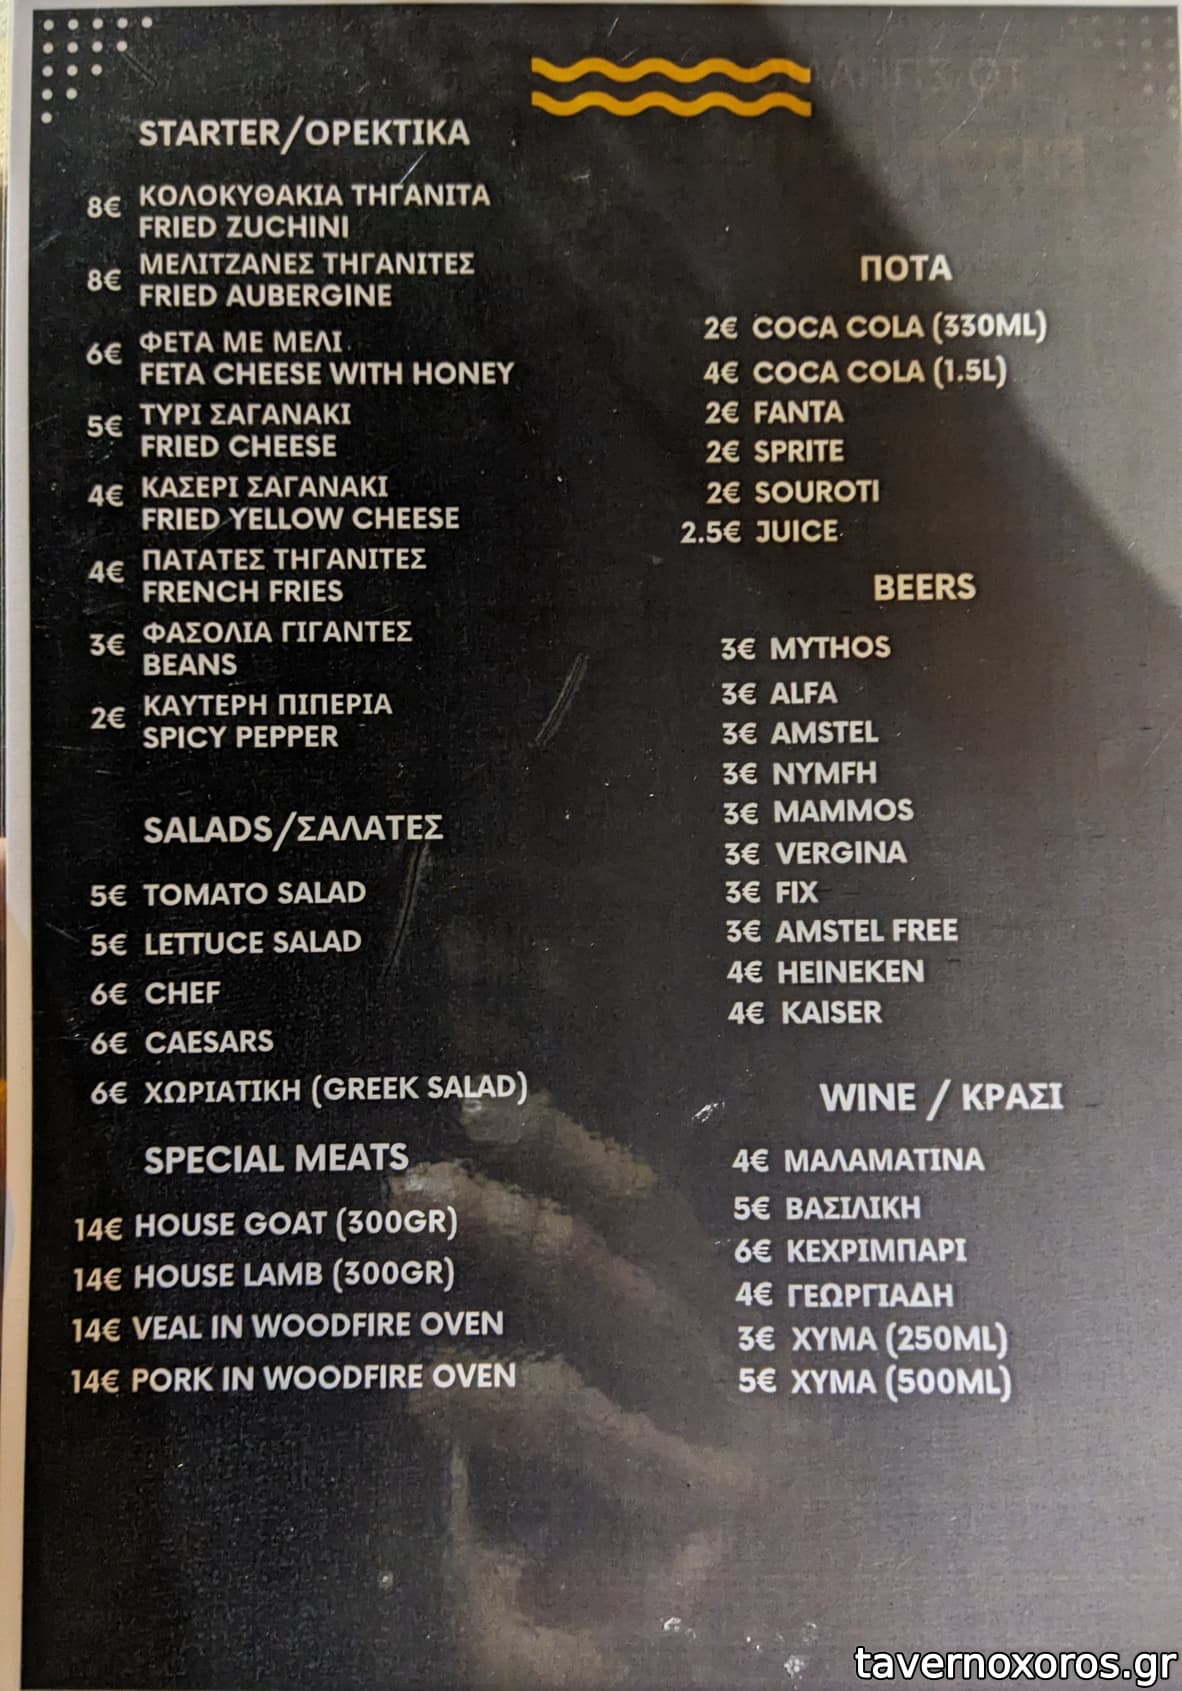 STARTER/ΟΡΕΚΤΙΚΑ
8€ ΚΟΛΟΚΥΘΑΚΙΑ ΤΗΓΑΝΙΤΑ
FRIED ZUCHINI
8€ ΜΕΛΙΤΖΑΝΕΣ ΤΗΓΑΝΙΤΕΣ
FRIED AUBERGINE
6€ ΦΕΤΑ ΜΕ ΜΕΛΙ
FETA CHEESE WITH HONEY
5€ ΤΥΡΙ ΣΑΓΑΝΑΚΙ
FRIED CHEESE
4€ ΚΑΣΕΡΙ ΣΑΓΑΝΑΚΙ
FRIED YELLOW CHEESE
4€ ΠΑΤΑΤΕΣ ΤΗΓΑΝΙΤΕΣ
FRENCH FRIES
3€ ΦΑΣΟΛΙΑ ΓΙΓΑΝΤΕΣ
BEANS
2€ ΚΑΥΤΕΡΗ ΠΙΠΕΡΙΑ
SPICY PEPPER
SALADS/ΣΑΛΑΤΕΣ
5€ TOMATO SALAD
5€ LETTUCE SALAD
6€ CHEF
6€ CAESARS
6€ ΧΩΡΙΑΤΙΚΗ (GREEK SALAD)
SPECIAL MEATS
14€ HOUSE GOAT (300GR)
14€ HOUSE LAMB (300GR)
14€ VEAL IN WOODFIRE OVEN
14€ PORK IN WOODFIRE OVEN
ΠΟΤΑ
2€ COCA COLA (330ML)
4€ COCA COLA (1.5L)
2€ FANTA
2€ SPRITE
2€ SOUROTI
2.5€ JUICE
BEERS
3€ MYTHOS
3€ ALFA
3€ AMSTEL
3€ NYMFH
3€ MAMMOS
3€ VERGINA
3€ FIX
3€ AMSTEL FREE
4€ HEINEKEN
4€ KAISER
WINE / ΚΡΑΣΙ
4€ ΜΑΛΑΜΑΤΙΝΑ
5€ ΒΑΣΙΛΙΚΗ
6€ ΚΕΧΡΙΜΠΑΡΙ
4€ ΓΕΩΡΓΙΑΔΗ
3€ ΧΥΜΑ (250ML)
5€ ΧΥΜΑ (500ML)
tavernoxoros.gr